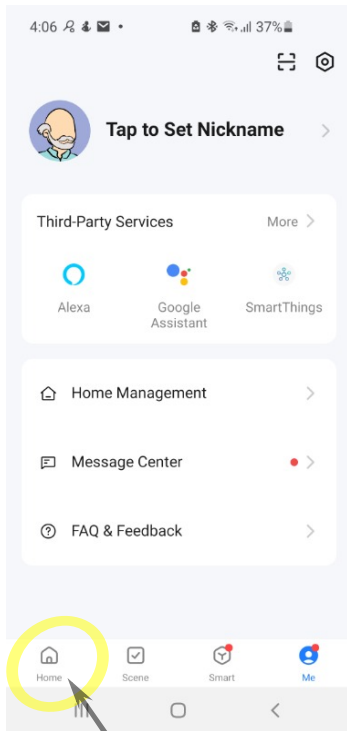 4:06 37%
Tap to Set Nickname
Third-Party Services More
Alexa
Google
Assistant
SmartThings
Home Management
Message Center
FAQ & Feedback
Home Scene Smart Me